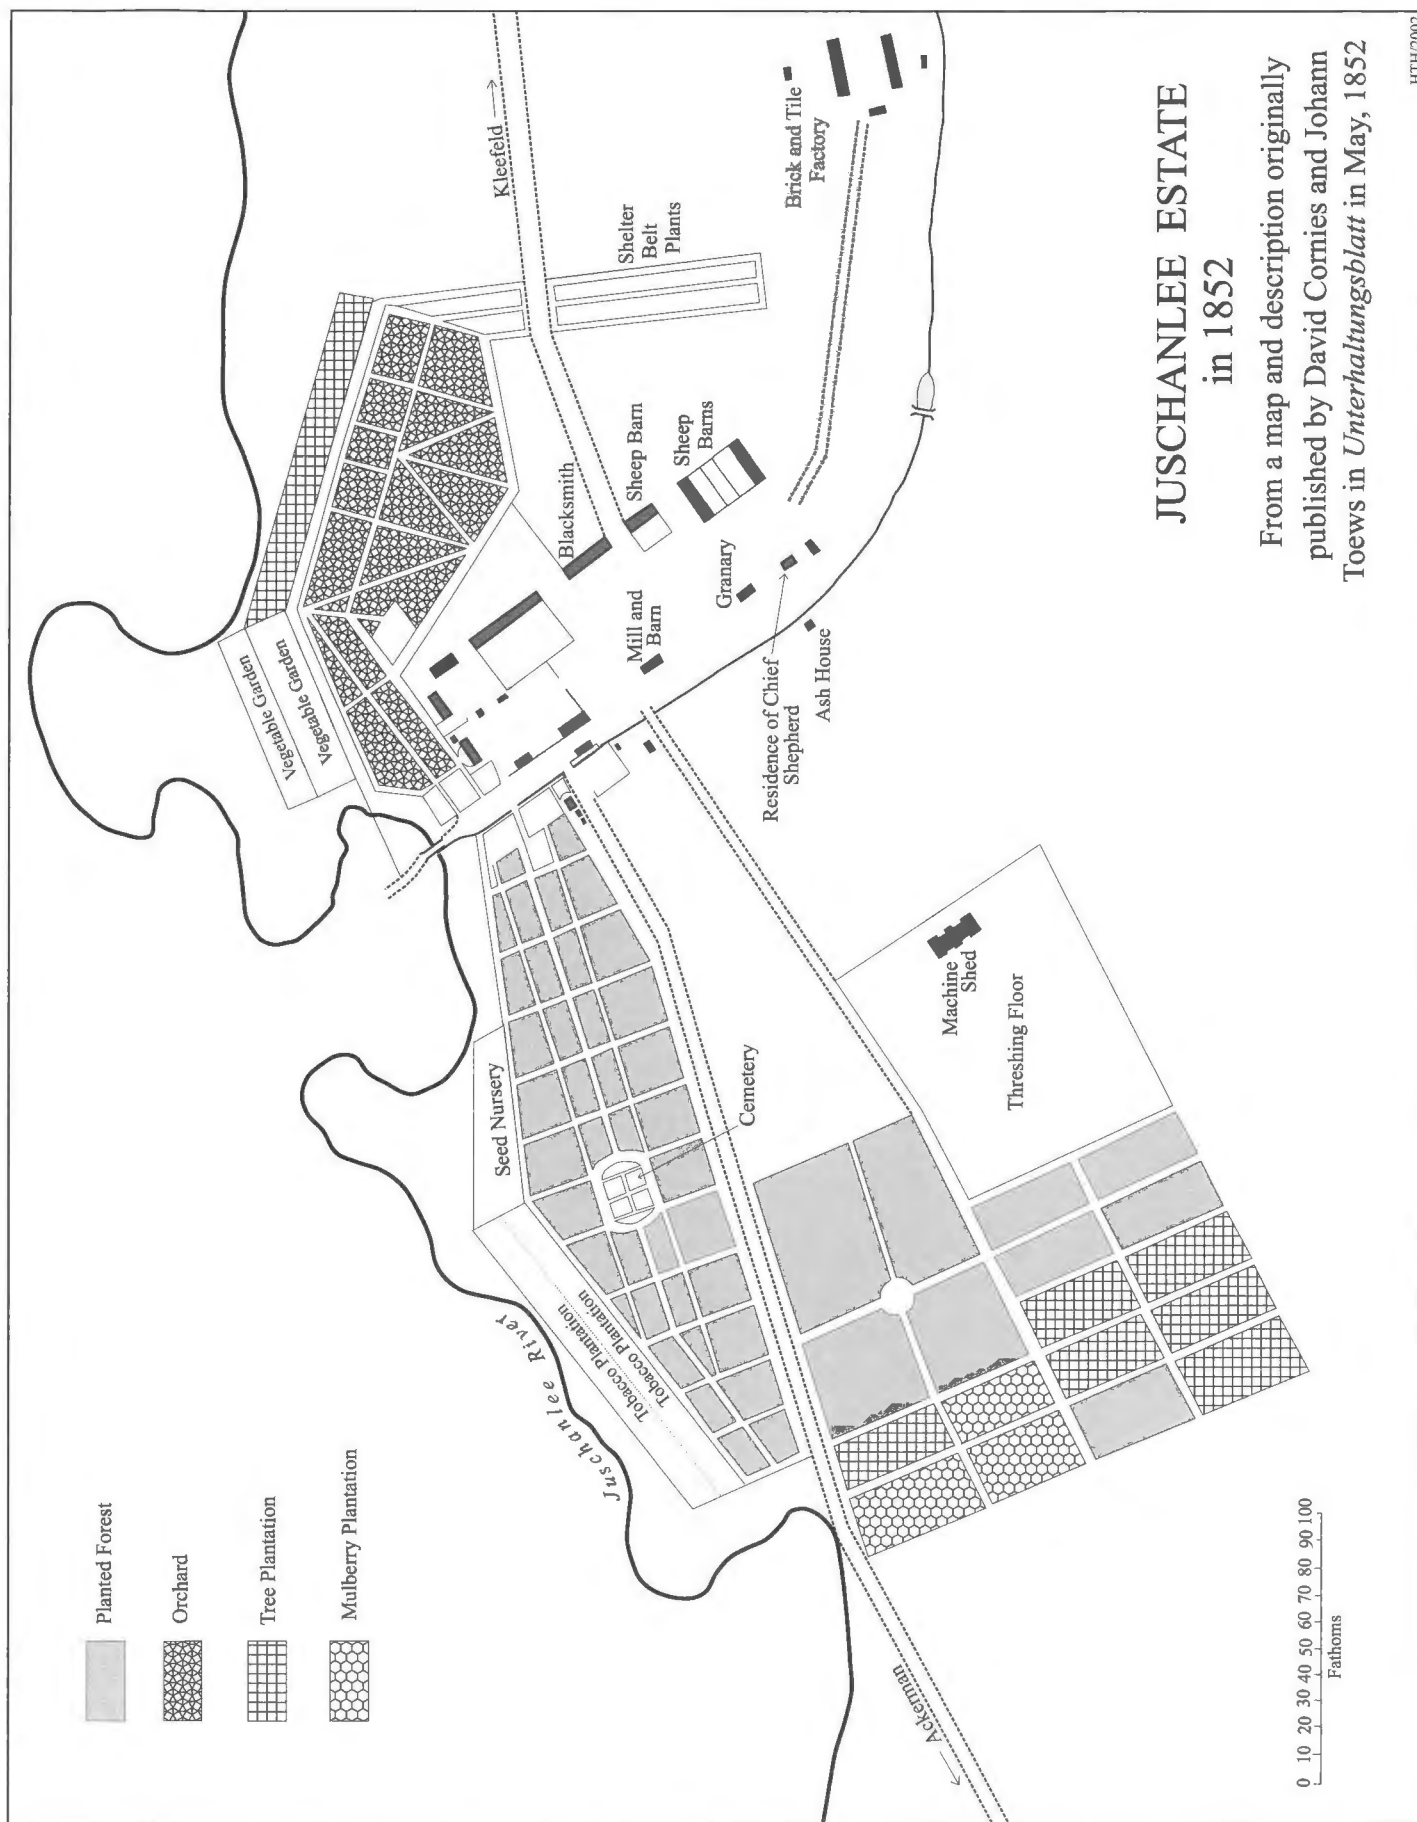 JUSCHANLEE ESTATE
in 1852
From a map and description originally
published by David Cornies and Johann
Toews in Unterhaltungsblatt in May, 1852
HTH/2002
Planted Forest
Orchard
Tree Plantation
Mulberry Plantation
Juschanlee River
Vegetable Garden
Vegetable Garden
Kleefeld
Shelter
Belt
Plants
Brick and Tile
Factory
Blacksmith
Sheep Barn
Sheep
Barns
Mill and
Barn
Granary
Residence of Chief
Shepherd
Ash House
Seed Nursery
Cemetery
Tobacco Plantation
Tobacco Plantation
Machine
Shed
Threshing Floor
Ackerman
0 10 20 30 40 50 60 70 80 90 100
Fathoms